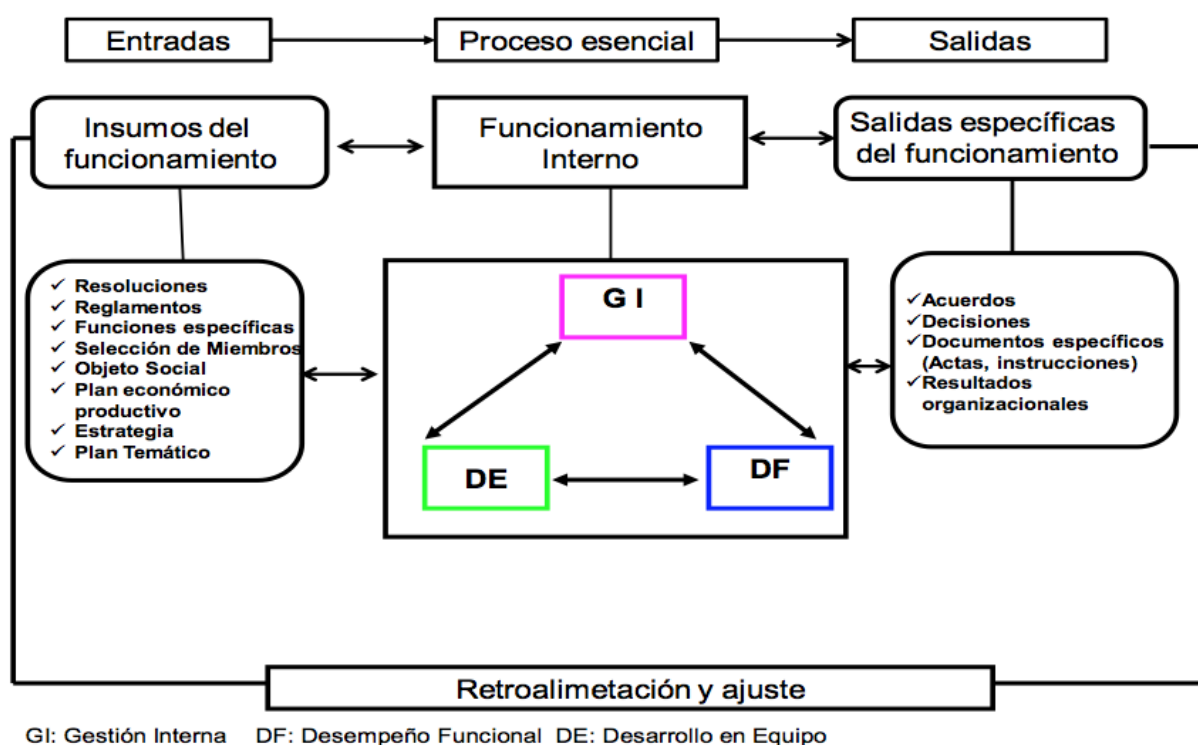 Entradas
Proceso esencial
Salidas
Insumos del
funcionamiento
Funcionamiento
Interno
Salidas específicas
del funcionamiento
✓ Resoluciones
✓ Reglamentos
✓ Funciones específicas
✓ Selección de Miembros
✓ Objeto Social
✓ Plan económico
productivo
✓ Estrategia
✓ Plan Temático
G I
DE
DF
✓ Acuerdos
✓ Decisiones
✓ Documentos específicos
(Actas, instrucciones)
✓ Resultados
organizacionales
Retroalimetación y ajuste
GI: Gestión Interna DF: Desempeño Funcional DE: Desarrollo en Equipo